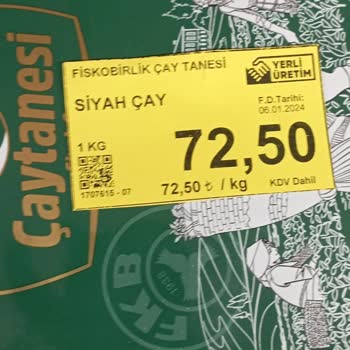 FİSKOBİRLİK ÇAY TANESİ
YERLİ
ÜRETİM
SİYAH ÇAY
F.D.Tarihi:
06.01.2024
1 KG
72,50
1707615 - 07
72,50 ₺ / kg
KDV Dahil
Çaytanesi
FKB
1938